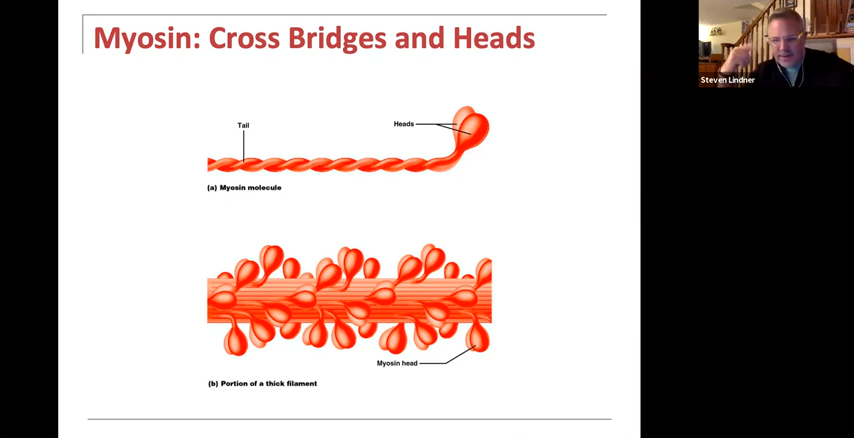 Myosin: Cross Bridges and Heads
Steven Lindner
Tail
Heads
(a) Myosin molecule
Myosin head
(b) Portion of a thick filament